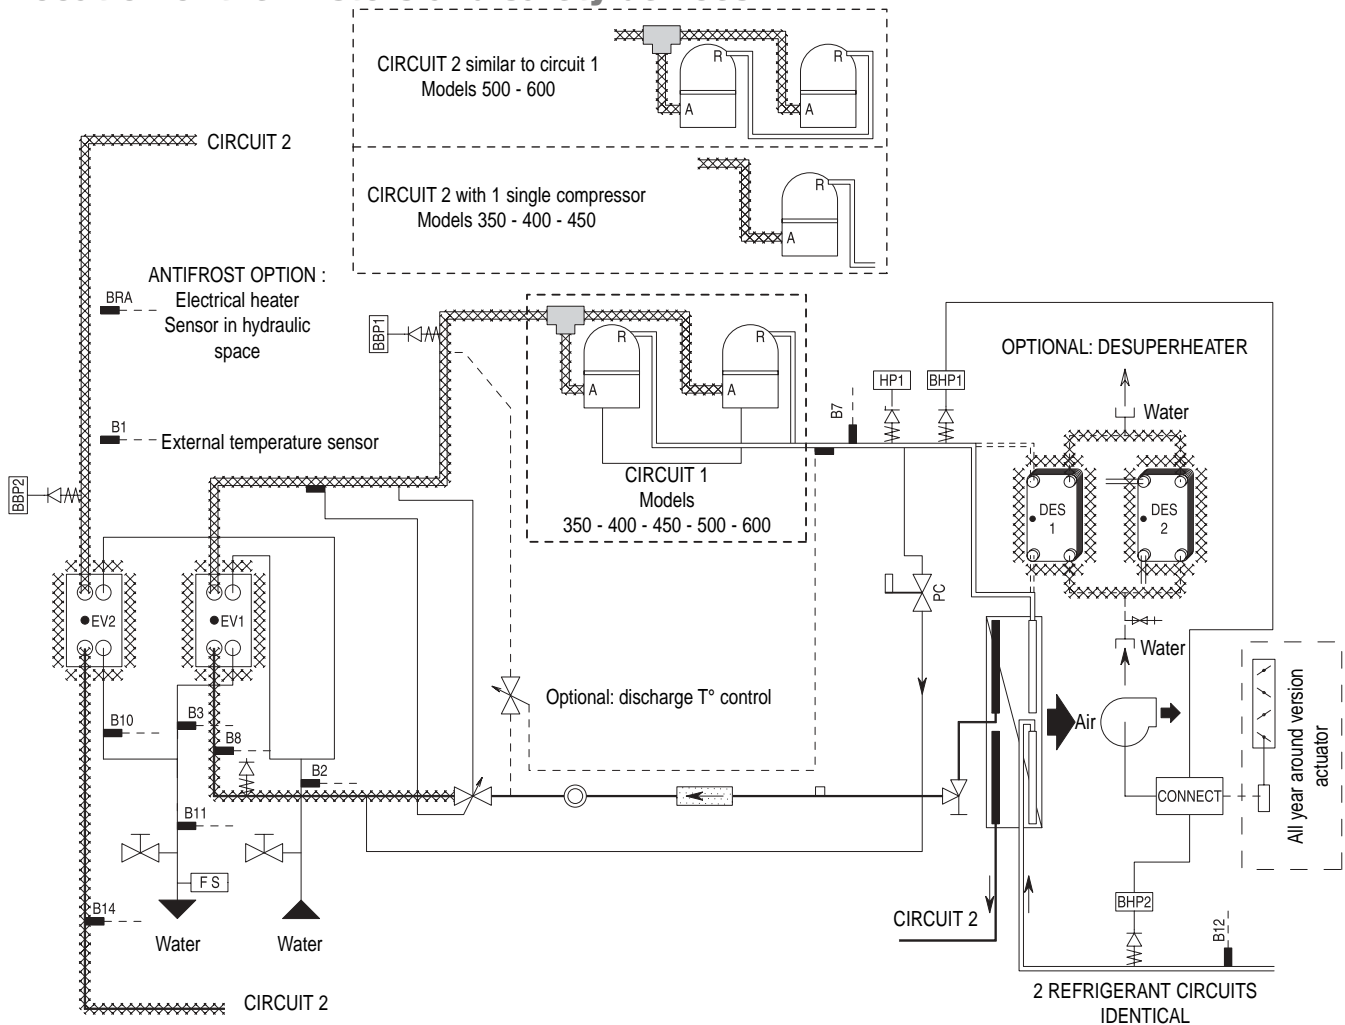 CIRCUIT 2 similar to circuit 1
Models 500 - 600
R
R
A
A
CIRCUIT 2
CIRCUIT 2 with 1 single compressor
Models 350 - 400 - 450
R
A
ANTIFROST OPTION :
Electrical heater
Sensor in hydraulic
space
BRA
BBP1
R
R
A
A
CIRCUIT 1
Models
350 - 400 - 450 - 500 - 600
B1
External temperature sensor
BBP2
B7
HP1
BHP1
OPTIONAL: DESUPERHEATER
Water
DES
1
DES
2
Water
PC
EV2
EV1
Optional: discharge T° control
B10
B3
B8
B2
B11
F S
B14
Water
Water
CIRCUIT 2
Air
CONNECT
All year around version
actuator
CIRCUIT 2
BHP2
B12
2 REFRIGERANT CIRCUITS
IDENTICAL